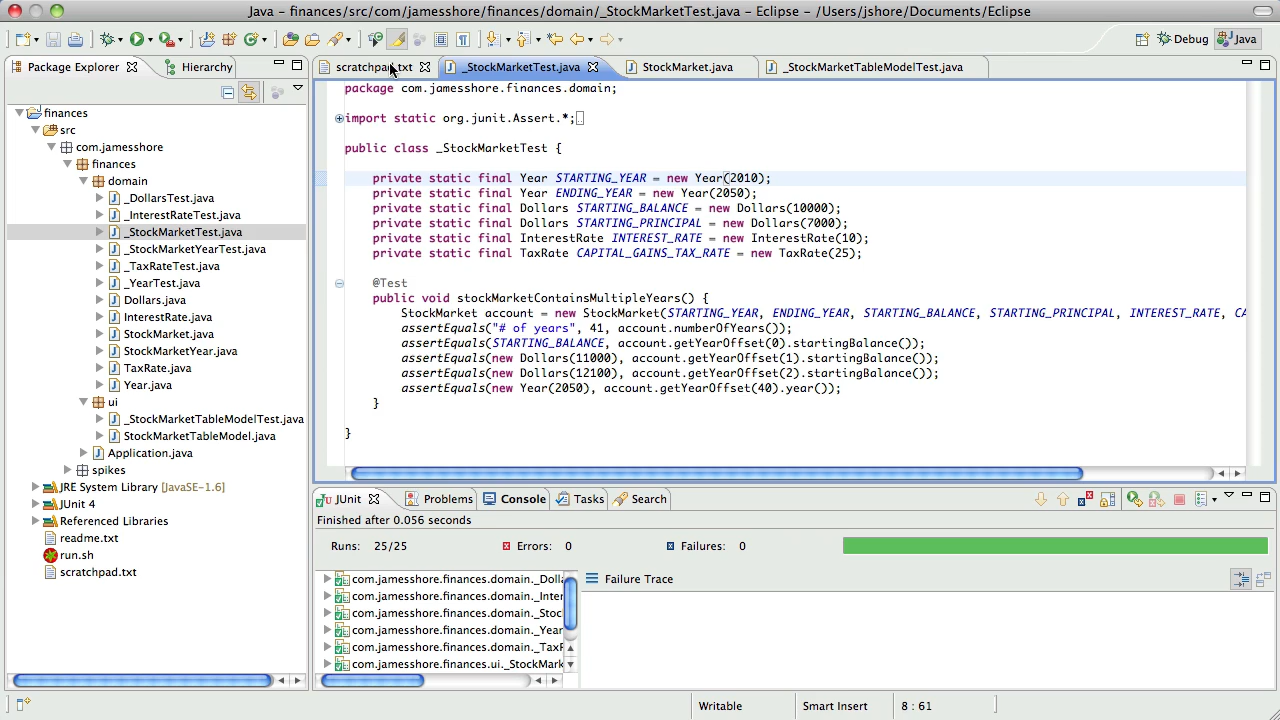 Java - finances/src/com/jamesshore/finances/domain/_StockMarketTest.java - Eclipse - /Users/jshore/Documents/Eclipse
Debug Java
Package Explorer Hierarchy
scratchpad.txt _StockMarketTest.java StockMarket.java _StockMarketTableModelTest.java
finances
src
com.jamesshore
finances
domain
_DollarsTest.java
_InterestRateTest.java
_StockMarketTest.java
_StockMarketYearTest.java
_TaxRateTest.java
_YearTest.java
Dollars.java
InterestRate.java
StockMarket.java
StockMarketYear.java
TaxRate.java
Year.java
ui
_StockMarketTableModelTest.java
StockMarketTableModel.java
Application.java
spikes
JRE System Library [JavaSE-1.6]
JUnit 4
Referenced Libraries
readme.txt
run.sh
scratchpad.txt
package com.jamesshore.finances.domain;
import static org.junit.Assert.*;
public class _StockMarketTest {
private static final Year STARTING_YEAR = new Year(2010);
private static final Year ENDING_YEAR = new Year(2050);
private static final Dollars STARTING_BALANCE = new Dollars(10000);
private static final Dollars STARTING_PRINCIPAL = new Dollars(7000);
private static final InterestRate INTEREST_RATE = new InterestRate(10);
private static final TaxRate CAPITAL_GAINS_TAX_RATE = new TaxRate(25);
@Test
public void stockMarketContainsMultipleYears() {
StockMarket account = new StockMarket(STARTING_YEAR, ENDING_YEAR, STARTING_BALANCE, STARTING_PRINCIPAL, INTEREST_RATE, CA
assertEquals("# of years", 41, account.numberOfYears());
assertEquals(STARTING_BALANCE, account.getYearOffset(0).startingBalance());
assertEquals(new Dollars(11000), account.getYearOffset(1).startingBalance());
assertEquals(new Dollars(12100), account.getYearOffset(2).startingBalance());
assertEquals(new Year(2050), account.getYearOffset(40).year());
}
}
JUnit Problems Console Tasks Search
Finished after 0.056 seconds
Runs: 25/25 Errors: 0 Failures: 0
com.jamesshore.finances.domain._Dolla
com.jamesshore.finances.domain._Inter
com.jamesshore.finances.domain._Stoc
com.jamesshore.finances.domain._Year
com.jamesshore.finances.domain._TaxR
com.jamesshore.finances.ui._StockMark
Failure Trace
Writable Smart Insert 8 : 61